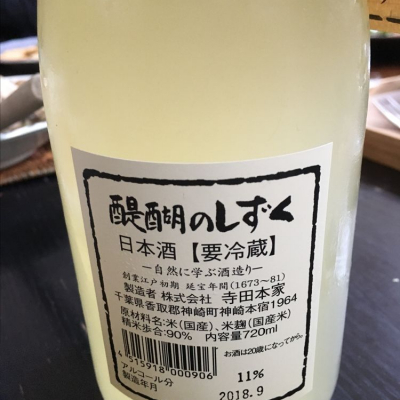 醍醐のしずく
日本酒【要冷蔵】
ー自然に学ぶ酒造りー
創業江戸初期 延宝年間(1673〜81)
製造者 株式会社 寺田本家
千葉県香取郡神崎町神崎本宿1964
原材料名:米(国産)、米麹(国産米)
精米歩合:90% 内容量720ml
お酒は20歳になってから。
4 515918 000906
アルコール分 11%
製造年月 2018.9